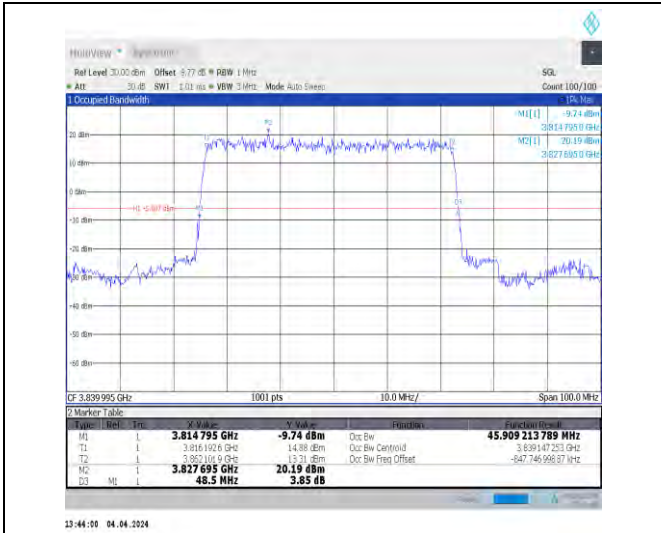 MultiView Spectrum
Ref Level 30.00 dBm Offset 9.77 dB RBW 1 MHz SGL
Att 30 dB SWT 1.01 ms VBW 3 MHz Mode Auto Sweep Count 100/100
1 Occupied Bandwidth 1Pk Max
M1[1] -9.74 dBm
3.814 795 0 GHz
M2[1] 20.19 dBm
3.827 695 0 GHz
M2
20 dBm
10 dBm
0 dBm
-10 dBm
-20 dBm
-30 dBm
-40 dBm
-50 dBm
-60 dBm
CF 3.839 995 GHz 1001 pts 10.0 MHz/ Span 100.0 MHz
2 Marker Table
Type Ref Trc X-Value Y-Value Function Function Result
M1 1 3.814 795 GHz -9.74 dBm Occ Bw 45.909 213 789 MHz
T1 1 3.816 192 6 GHz 14.88 dBm Occ Bw Centroid 3.839 147 253 GHz
T2 1 3.862 101 9 GHz 13.31 dBm Occ Bw Freq Offset -847.746 998 87 kHz
M2 1 3.827 695 GHz 20.19 dBm
D3 M1 1 48.5 MHz 3.85 dB
13:44:00 04.04.2024